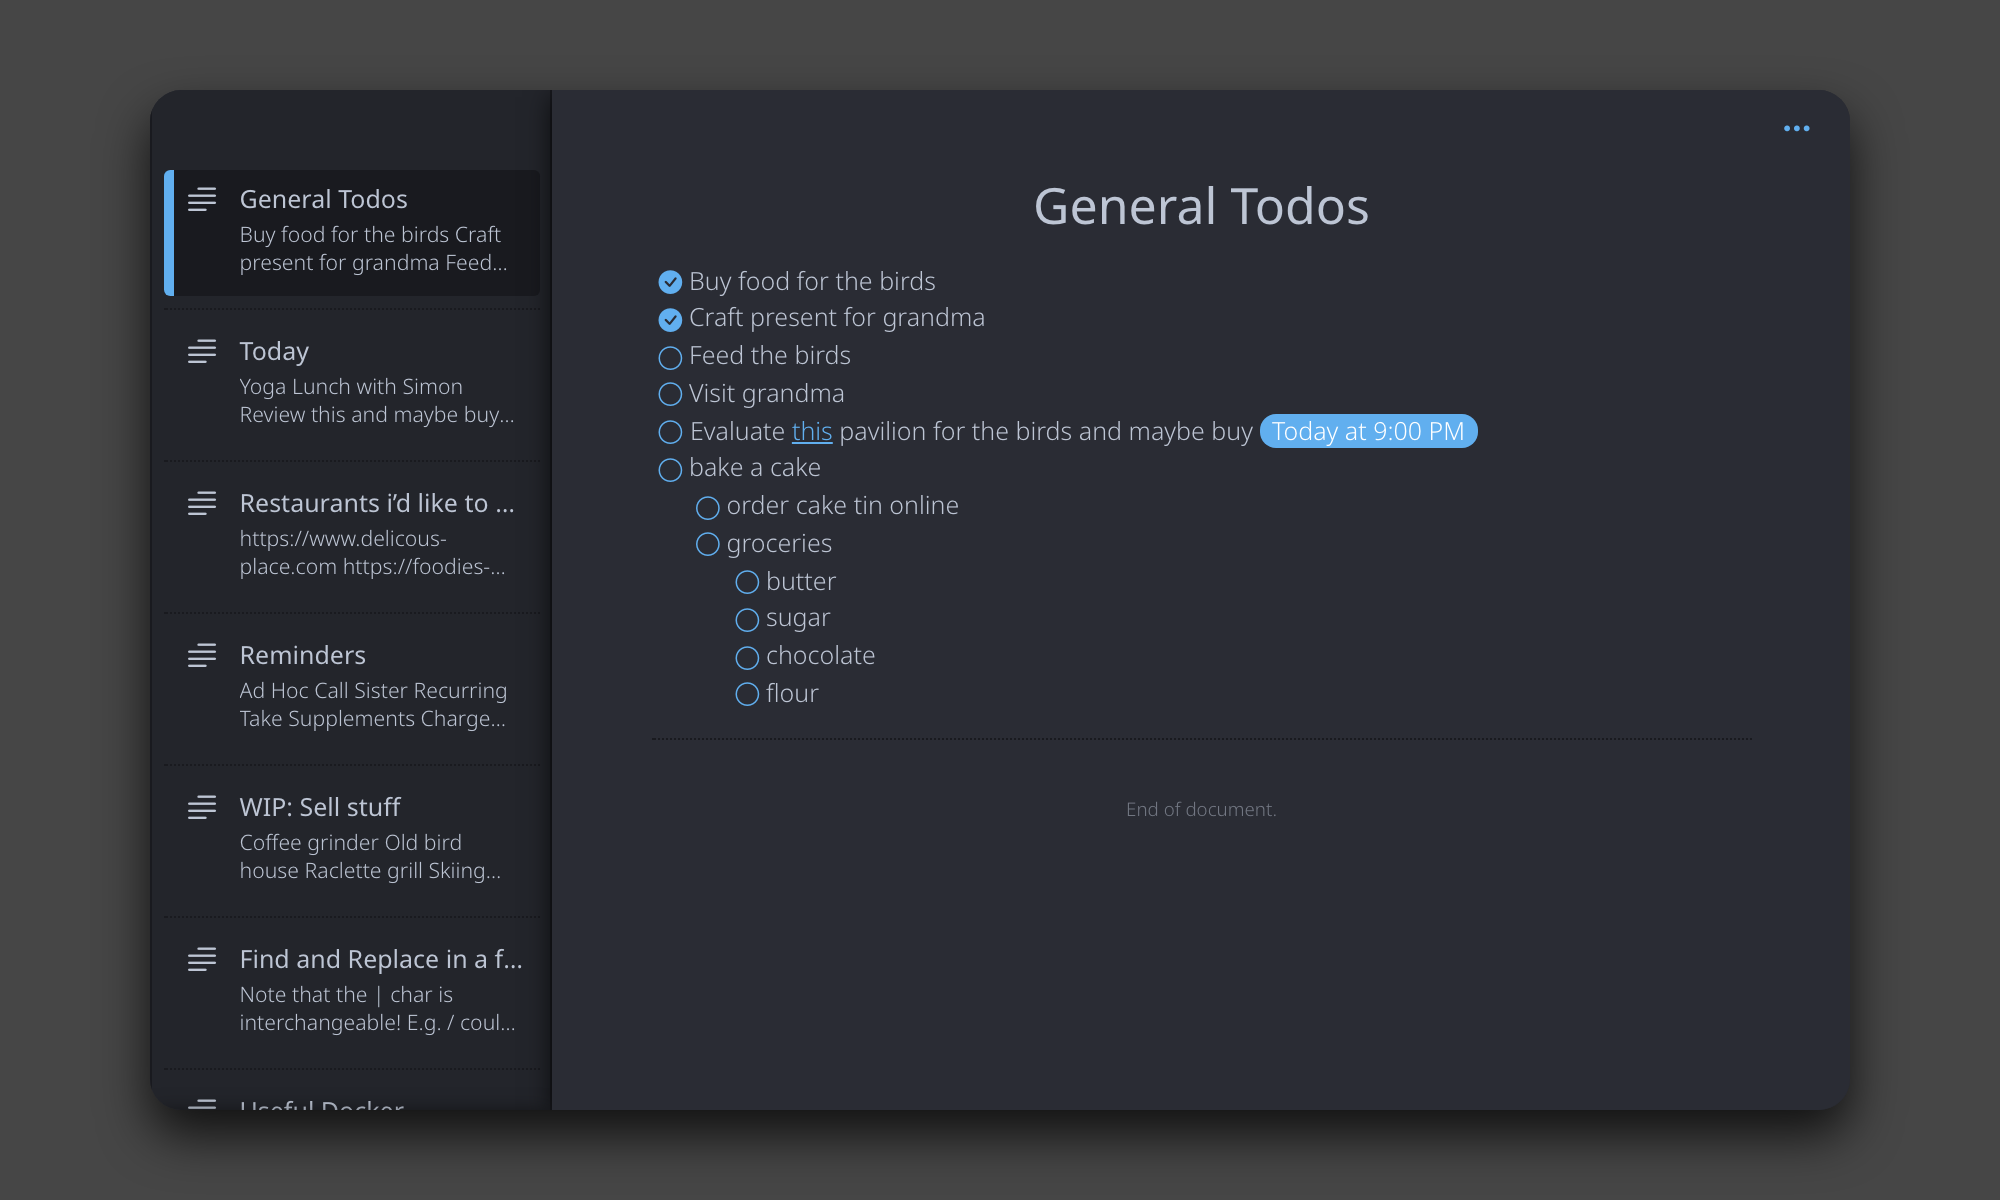 General Todos
Buy food for the birds Craft
present for grandma Feed...
Today
Yoga Lunch with Simon
Review this and maybe buy...
Restaurants i’d like to ...
https://www.delicous-
place.com https://foodies-...
Reminders
Ad Hoc Call Sister Recurring
Take Supplements Charge...
WIP: Sell stuff
Coffee grinder Old bird
house Raclette grill Skiing...
Find and Replace in a f...
Note that the | char is
interchangeable! E.g. / coul...
Useful Docker
General Todos
Buy food for the birds
Craft present for grandma
Feed the birds
Visit grandma
Evaluate this pavilion for the birds and maybe buy Today at 9:00 PM
bake a cake
order cake tin online
groceries
butter
sugar
chocolate
flour
End of document.